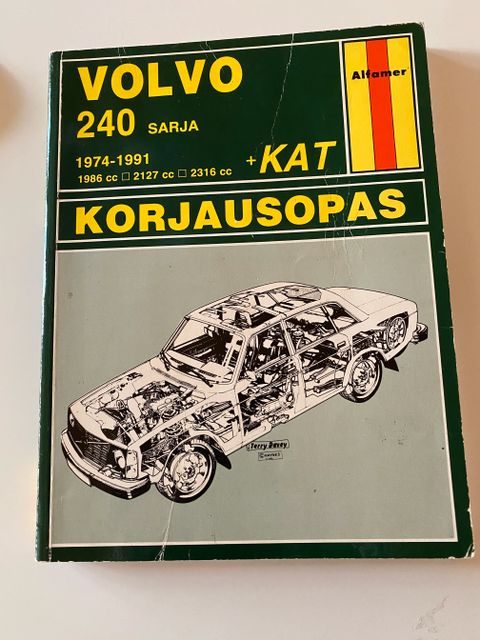 VOLVO
Alfamer
240 SARJA
1974-1991
+KAT
1986 cc □ 2127 cc □ 2316 cc
KORJAUSOPAS
Terry Davey